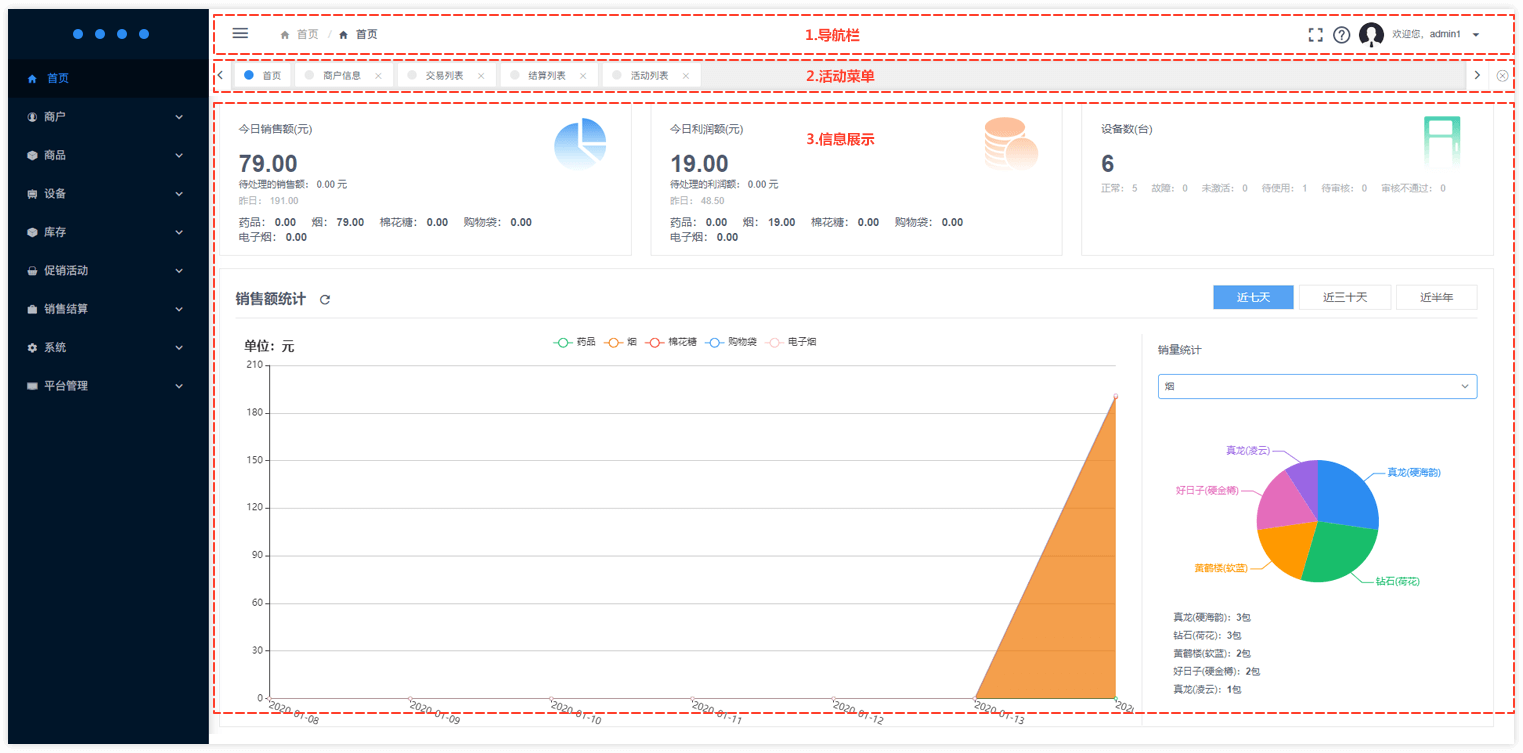 首页
商户
商品
设备
库存
促销活动
销售结算
系统
平台管理
首页 / 首页
1.导航栏
欢迎您，admin1
首页
商户信息
交易列表
结算列表
活动列表
2.活动菜单
3.信息展示
今日销售额(元)
79.00
待处理的销售额： 0.00 元
昨日： 191.00
药品： 0.00 烟： 79.00 棉花糖： 0.00 购物袋： 0.00
电子烟： 0.00
今日利润额(元)
19.00
待处理的利润额： 0.00 元
昨日： 48.50
药品： 0.00 烟： 19.00 棉花糖： 0.00 购物袋： 0.00
电子烟： 0.00
设备数(台)
6
正常： 5 故障： 0 未激活： 0 待使用： 1 待审核： 0 审核不通过： 0
销售额统计
近七天
近三十天
近半年
单位：元
药品 烟 棉花糖 购物袋 电子烟
210
180
150
120
90
60
30
0
2020-01-08
2020-01-09
2020-01-10
2020-01-11
2020-01-12
2020-01-13
销量统计
烟
真龙(凌云)
真龙(硬海韵)
好日子(硬金樽)
黄鹤楼(软蓝)
钻石(荷花)
真龙(硬海韵)：3包
钻石(荷花)：3包
黄鹤楼(软蓝)：2包
好日子(硬金樽)：2包
真龙(凌云)：1包